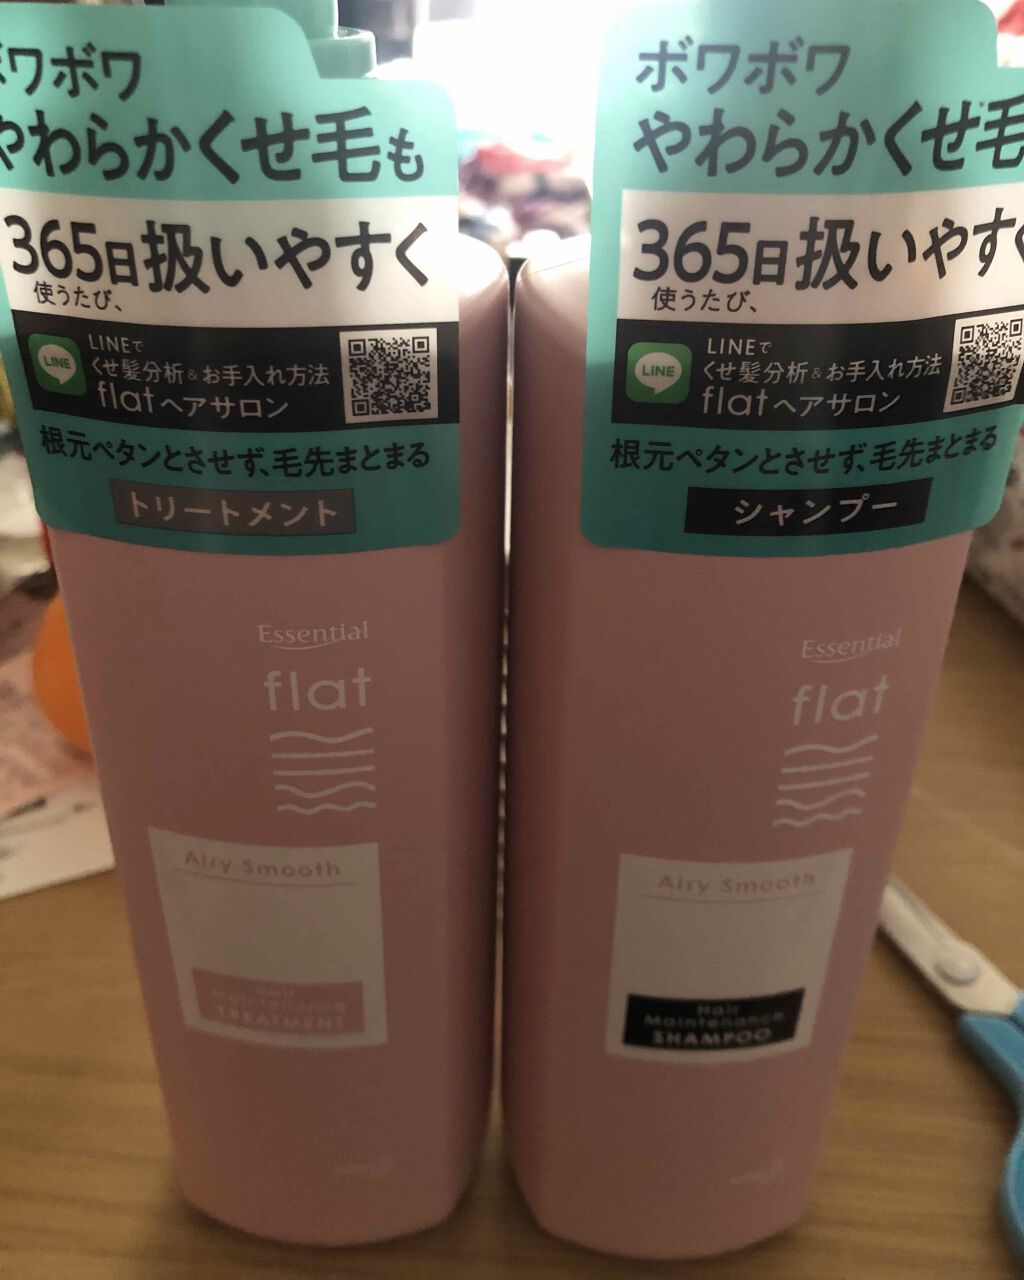 ボワボワ
やわらかくせ毛も
365日扱いやすく
使うたび、
LINE
LINEで
くせ髪分析&お手入れ方法
flatヘアサロン
根元ペタンとさせず、毛先まとまる
トリートメント
Essential
flat
Airy Smooth
Hair
Maintenance
TREATMENT
ボワボワ
やわらかくせ毛
365日扱いやすく
使うたび、
LINE
LINEで
くせ髪分析&お手入れ方法
flatヘアサロン
根元ペタンとさせず、毛先まとまる
シャンプー
Essential
flat
Airy Smooth
Hair
Maintenance
SHAMPOO